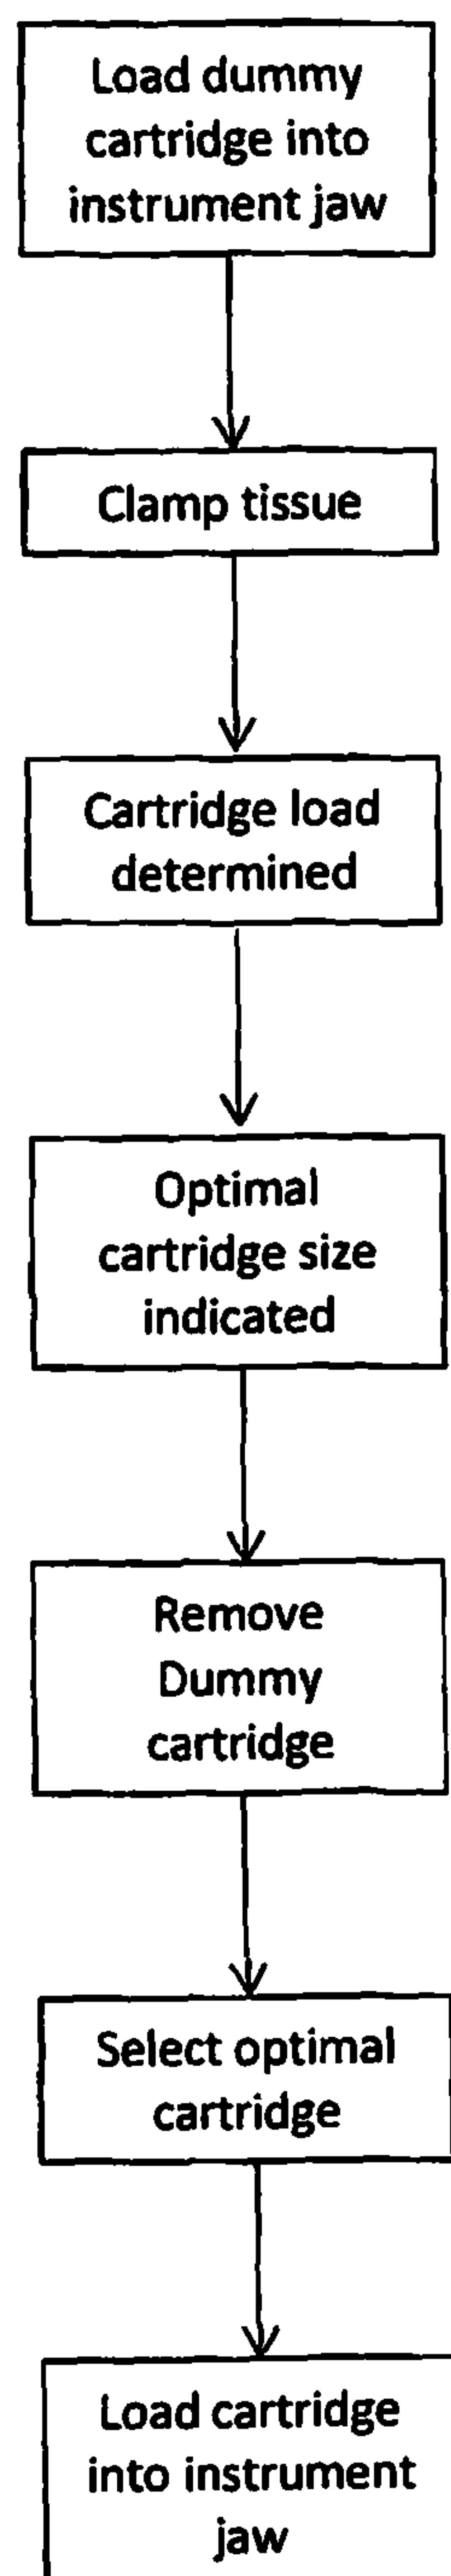 Load dummy
cartridge into
instrument jaw
Clamp tissue
Cartridge load
determined
Optimal
cartridge size
indicated
Remove
Dummy
cartridge
Select optimal
cartridge
Load cartridge
into instrument
jaw